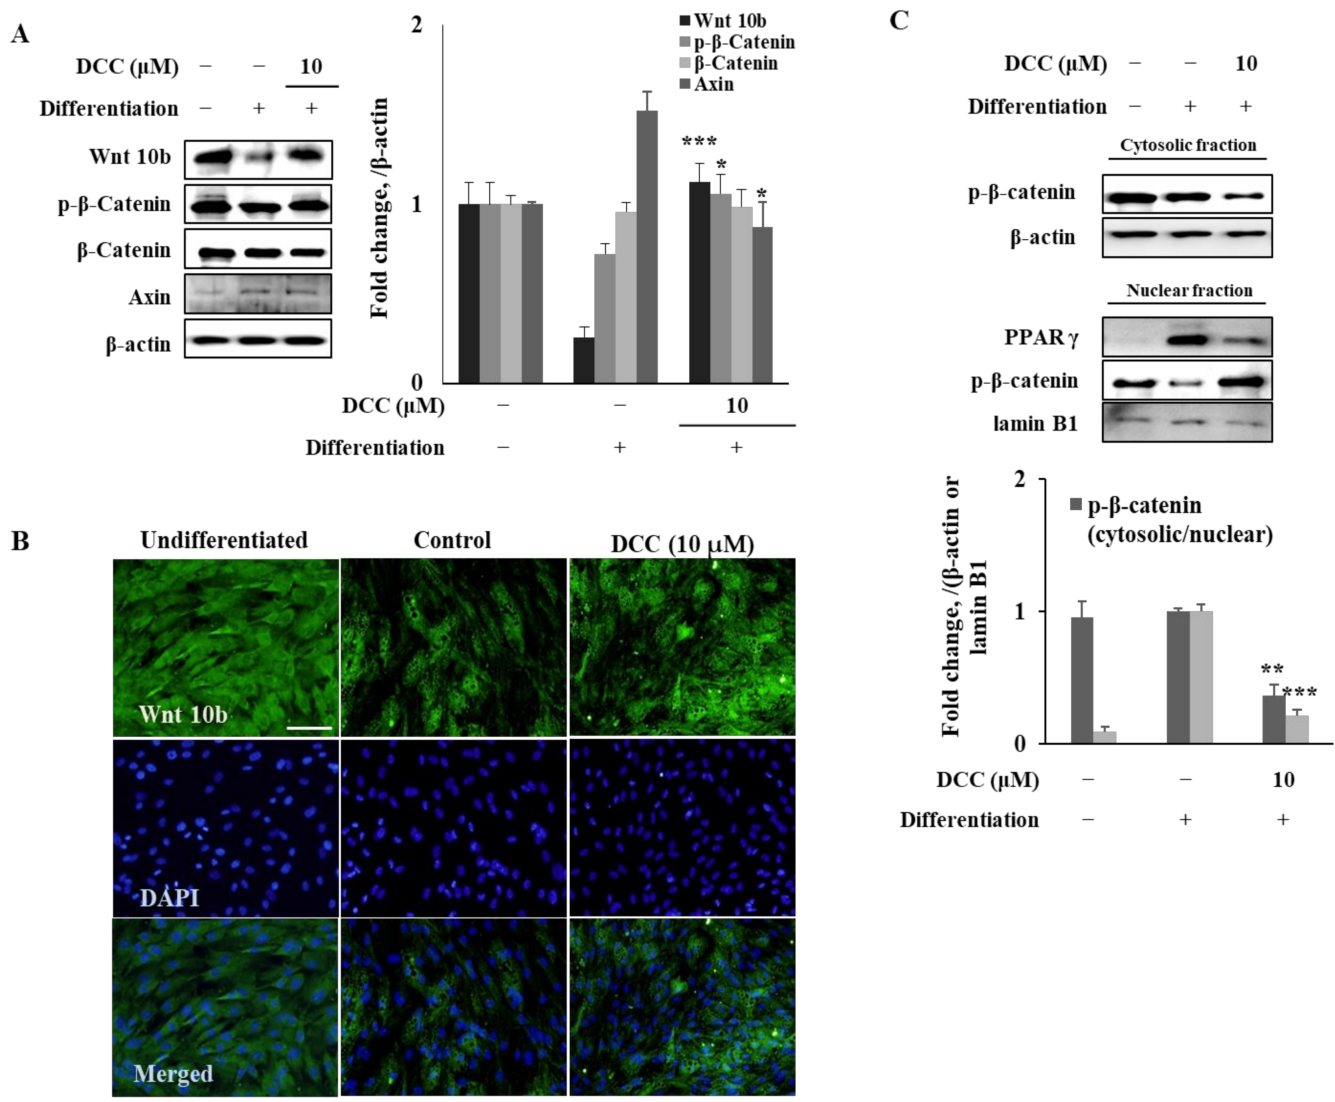 A
DCC (μM) – – 10
Differentiation – + +
Wnt 10b
p-β-Catenin
β-Catenin
Axin
β-actin
Fold change, /β-actin
2
1
0
Wnt 10b
p-β-Catenin
β-Catenin
Axin
*** * *
DCC (μM) – – 10
Differentiation – + +
B
Undifferentiated Control DCC (10 μM)
Wnt 10b
DAPI
Merged
C
DCC (μM) – – 10
Differentiation – + +
Cytosolic fraction
p-β-catenin
β-actin
Nuclear fraction
PPAR γ
p-β-catenin
lamin B1
Fold change, /(β-actin or
lamin B1
2
1
0
p-β-catenin
(cytosolic/nuclear)
** ***
DCC (μM) – – 10
Differentiation – + +